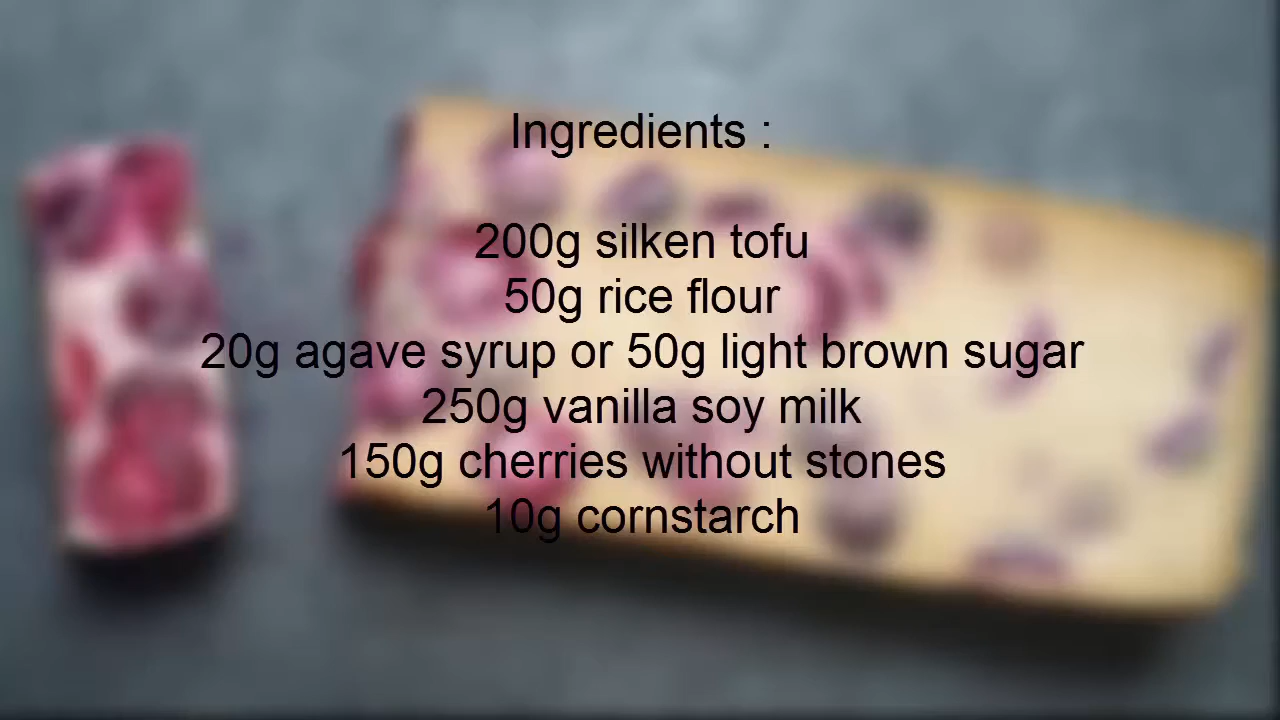 Ingredients :
200g silken tofu
50g rice flour
20g agave syrup or 50g light brown sugar
250g vanilla soy milk
150g cherries without stones
10g cornstarch